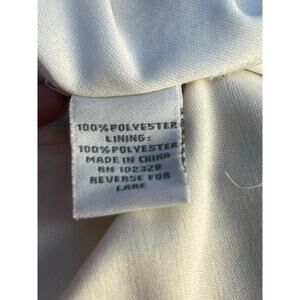 100%POLYESTER
LINING:
100%POLYESTER
MADE IN CHINA
RN 102328
REVERSE FOR
CARE